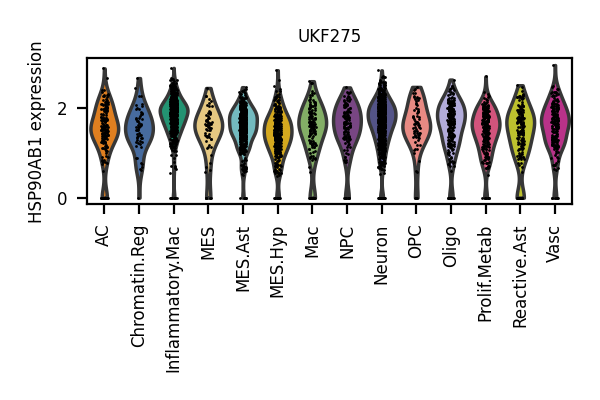 UKF275
HSP90AB1 expression
2
0
AC
Chromatin.Reg
Inflammatory.Mac
MES
MES.Ast
MES.Hyp
Mac
NPC
Neuron
OPC
Oligo
Prolif.Metab
Reactive.Ast
Vasc